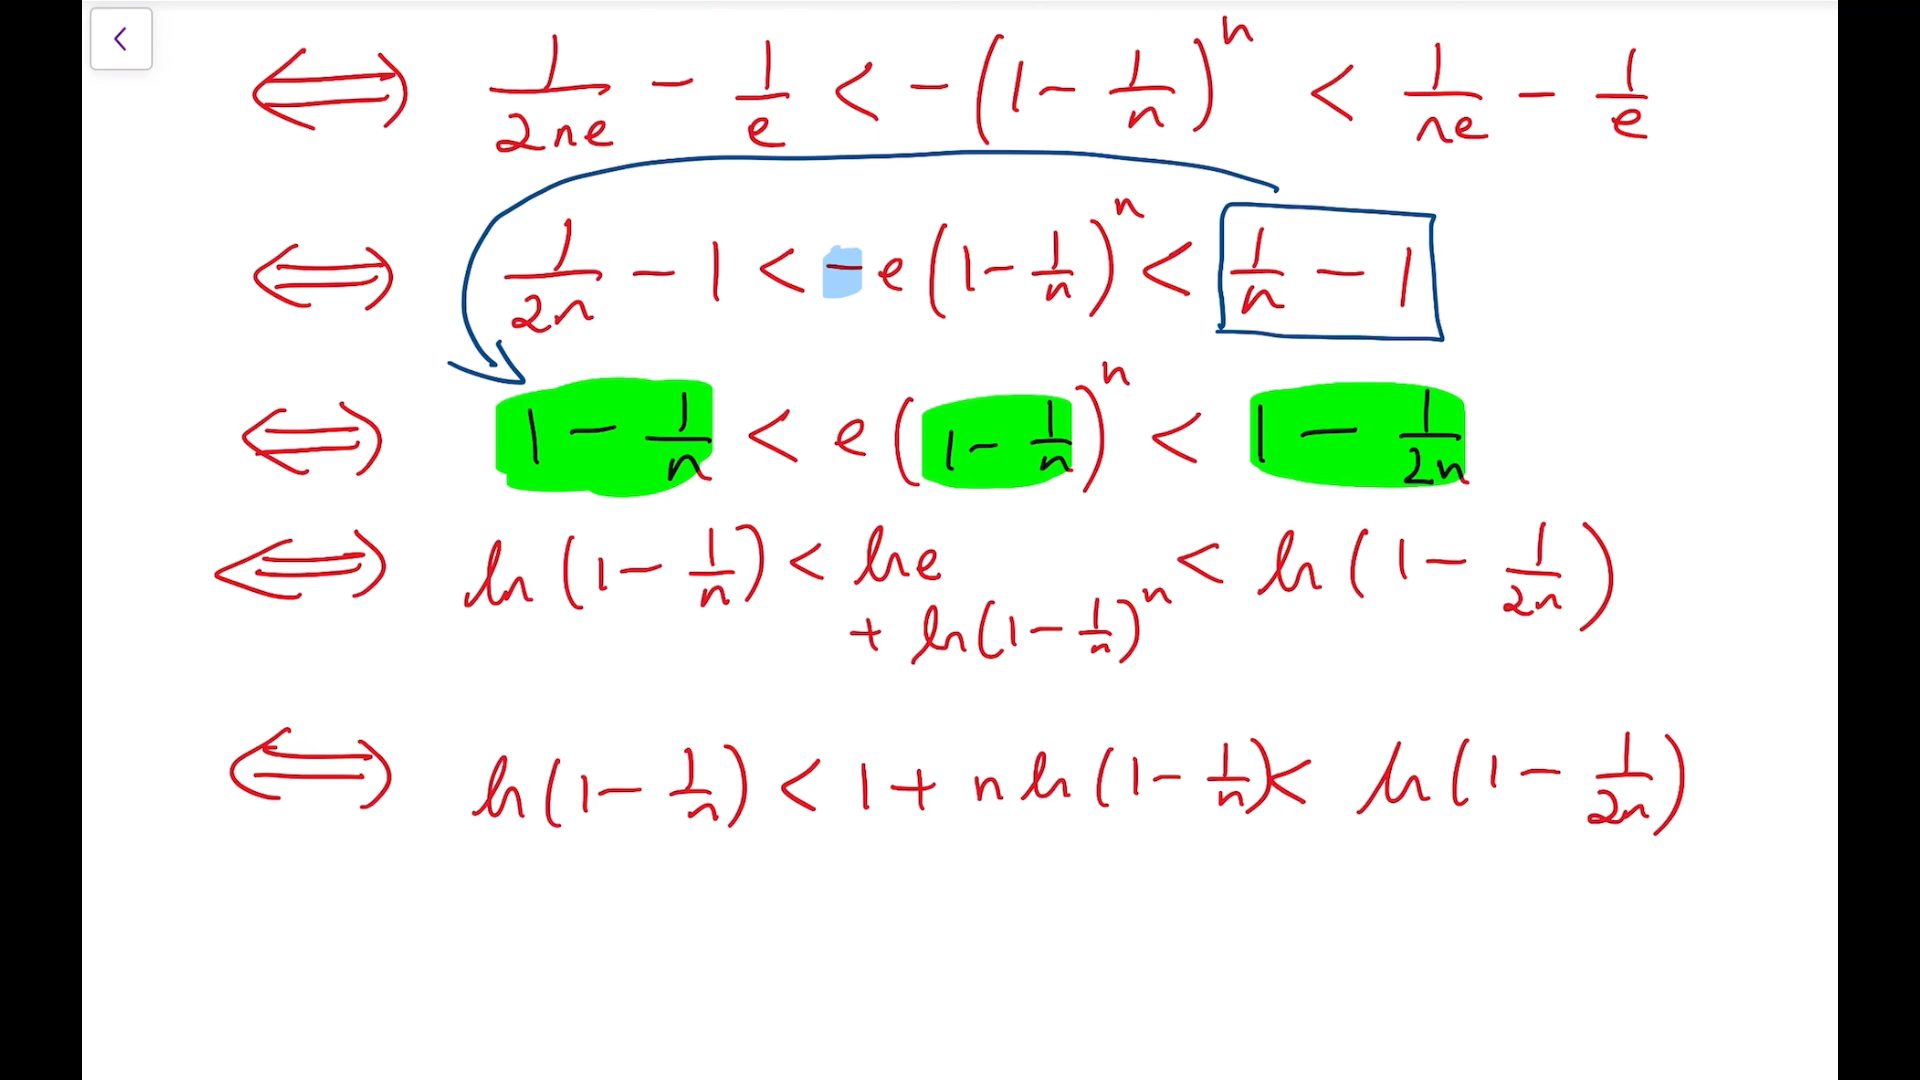 ⟺ 1/2ne − 1/e < −(1 − 1/n)^n < 1/ne − 1/e
⟺ 1/2n − 1 < −e(1 − 1/n)^n < 1/n − 1
⟺ 1 − 1/n < e(1 − 1/n)^n < 1 − 1/2n
⟺ ln(1 − 1/n) < ln e + ln(1 − 1/n)^n < ln(1 − 1/2n)
⟺ ln(1 − 1/n) < 1 + n ln(1 − 1/n) < ln(1 − 1/2n)